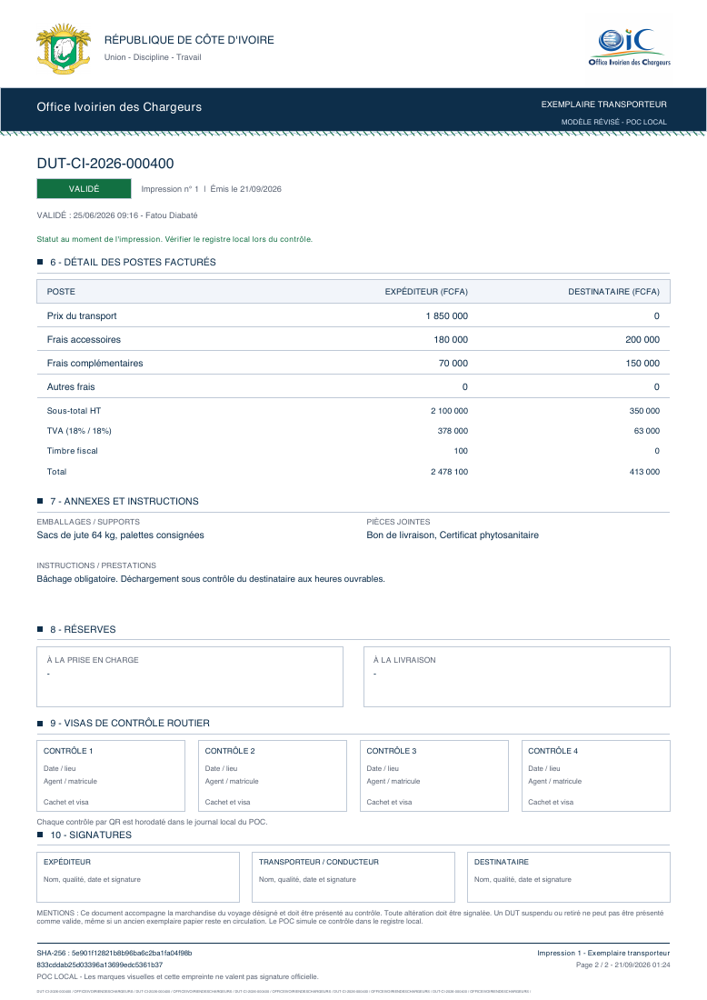 RÉPUBLIQUE DE CÔTE D'IVOIRE
Union - Discipline - Travail
OIC
Office Ivoirien des Chargeurs
Office Ivoirien des Chargeurs
EXEMPLAIRE TRANSPORTEUR
MODÈLE RÉVISÉ - POC LOCAL
DUT-CI-2026-000400
VALIDÉ Impression n° 1 I Émis le 21/09/2026
VALIDÉ : 25/06/2026 09:16 - Fatou Diabaté
Statut au moment de l'impression. Vérifier le registre local lors du contrôle.
6 - DÉTAIL DES POSTES FACTURÉS
POSTE EXPÉDITEUR (FCFA) DESTINATAIRE (FCFA)
Prix du transport 1 850 000 0
Frais accessoires 180 000 200 000
Frais complémentaires 70 000 150 000
Autres frais 0 0
Sous-total HT 2 100 000 350 000
TVA (18% / 18%) 378 000 63 000
Timbre fiscal 100 0
Total 2 478 100 413 000
7 - ANNEXES ET INSTRUCTIONS
EMBALLAGES / SUPPORTS PIÈCES JOINTES
Sacs de jute 64 kg, palettes consignées Bon de livraison, Certificat phytosanitaire
INSTRUCTIONS / PRESTATIONS
Bâchage obligatoire. Déchargement sous contrôle du destinataire aux heures ouvrables.
8 - RÉSERVES
À LA PRISE EN CHARGE À LA LIVRAISON
- -
9 - VISAS DE CONTRÔLE ROUTIER
CONTRÔLE 1 CONTRÔLE 2 CONTRÔLE 3 CONTRÔLE 4
Date / lieu Date / lieu Date / lieu Date / lieu
Agent / matricule Agent / matricule Agent / matricule Agent / matricule
Cachet et visa Cachet et visa Cachet et visa Cachet et visa
Chaque contrôle par QR est horodaté dans le journal local du POC.
10 - SIGNATURES
EXPÉDITEUR TRANSPORTEUR / CONDUCTEUR DESTINATAIRE
Nom, qualité, date et signature Nom, qualité, date et signature Nom, qualité, date et signature
MENTIONS : Ce document accompagne la marchandise du voyage désigné et doit être présenté au contrôle. Toute altération doit être signalée. Un DUT suspendu ou retiré ne peut pas être présenté
comme valide, même si un ancien exemplaire papier reste en circulation. Le POC simule ce contrôle dans le registre local.
SHA-256 : 5e901f12821b8b96ba6c2ba1fa04f98b Impression 1 - Exemplaire transporteur
833cddab25d03396a13699edc5361b37 Page 2 / 2 - 21/09/2026 01:24
POC LOCAL - Les marques visuelles et cette empreinte ne valent pas signature officielle.